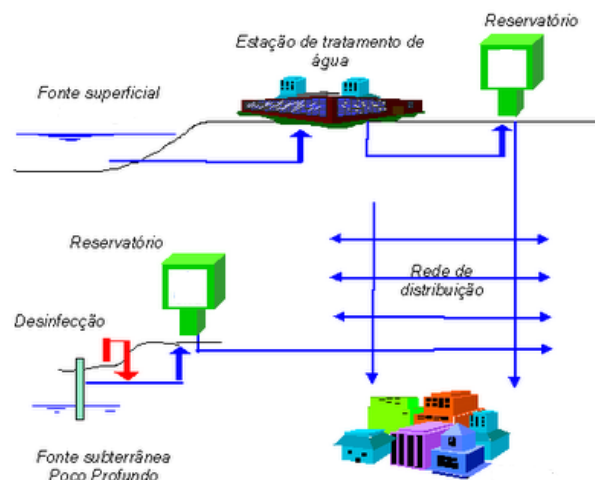 Reservatório
Estação de tratamento de
água
Fonte superficial
Reservatório
Rede de
distribuição
Desinfecção
Fonte subterrânea
Poço Profundo